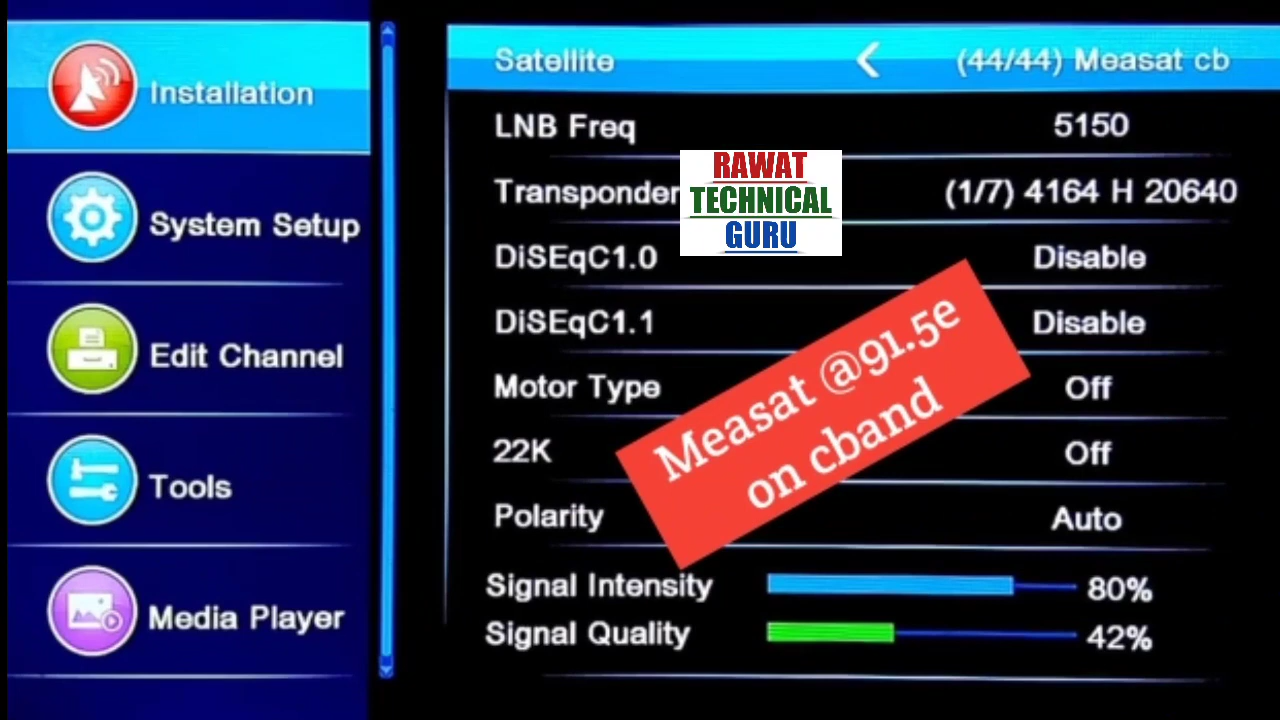 Installation
System Setup
Edit Channel
Tools
Media Player
Satellite (44/44) Measat cb
LNB Freq 5150
Transponder (1/7) 4164 H 20640
DiSEqC1.0 Disable
DiSEqC1.1 Disable
Motor Type Off
22K Off
Polarity Auto
Signal Intensity 80%
Signal Quality 42%
RAWAT
TECHNICAL
GURU
Measat @91.5e
on cband